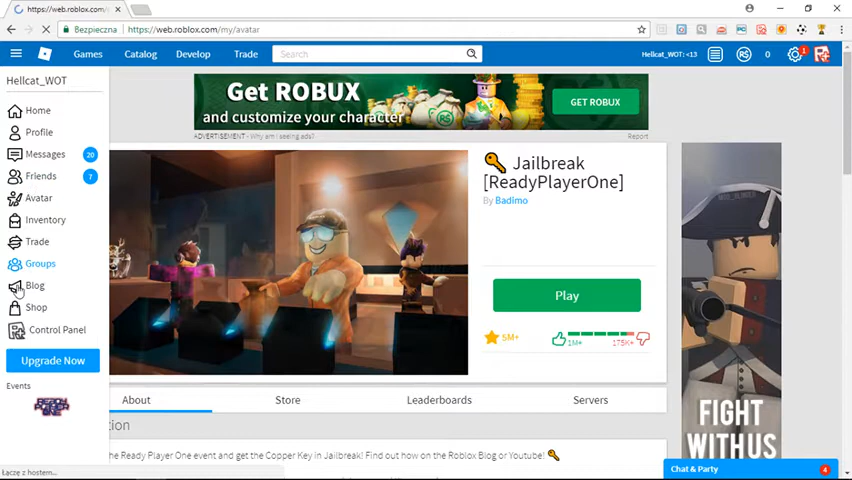 https://web.roblox.com/
Bezpieczna
https://web.roblox.com/my/avatar
Games
Catalog
Develop
Trade
Search
Hellcat_WOT: <13
0
1
Hellcat_WOT
Home
Profile
Messages
20
Friends
7
Avatar
Inventory
Trade
Groups
Blog
Shop
Control Panel
Upgrade Now
Events
READY
PLAYER
ONE
Get ROBUX
and customize your character
GET ROBUX
ADVERTISEMENT - Why am I seeing ads?
Report
Jailbreak
[ReadyPlayerOne]
By Badimo
Play
5M+
1M+
175K+
About
Store
Leaderboards
Servers
tion
he Ready Player One event and get the Copper Key in Jailbreak! Find out how on the Roblox Blog or Youtube!
FIGHT
WITH US
Chat & Party
4
Łączę z hostem...